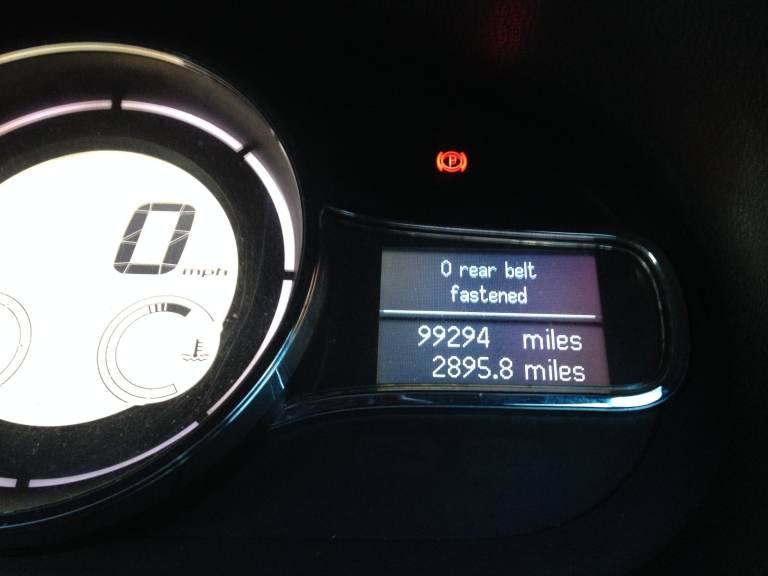 0 mph
P
0 rear belt
fastened
99294 miles
2895.8 miles